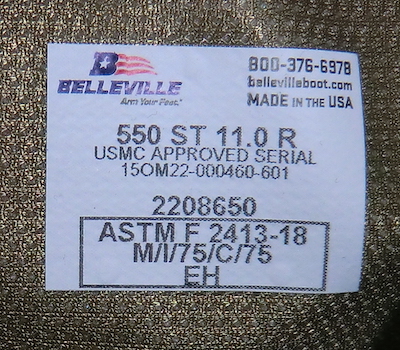 BELLEVILLE
Arm Your Feet.
800-376-6978
bellevilleboot.com
MADE IN THE USA
550 ST 11.0 R
USMC APPROVED SERIAL
15OM22-000460-601
2208650
ASTM F 2413-18
M/I/75/C/75
EH